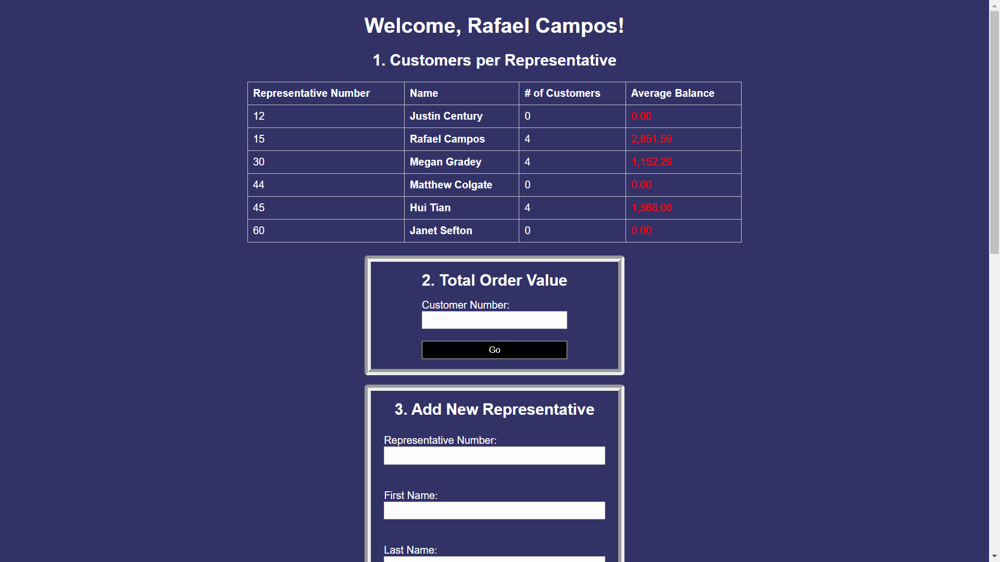 Welcome, Rafael Campos!
1. Customers per Representative
Representative Number Name # of Customers Average Balance
12 Justin Century 0 0.00
15 Rafael Campos 4 2,851.59
30 Megan Gradey 4 1,152.29
44 Matthew Colgate 0 0.00
45 Hui Tian 4 1,568.06
60 Janet Sefton 0 0.00
2. Total Order Value
Customer Number:
Go
3. Add New Representative
Representative Number:
First Name:
Last Name: